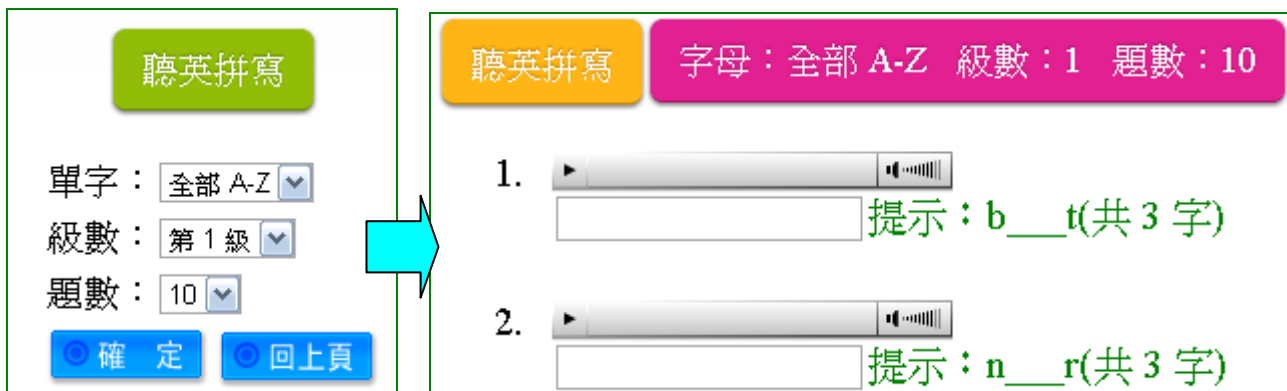 聽英拼寫
單字：全部 A-Z
級數：第 1 級
題數：10
確 定 回上頁
聽英拼寫 字母：全部 A-Z 級數：1 題數：10
1.
提示：b___t(共 3 字)
2.
提示：n___r(共 3 字)